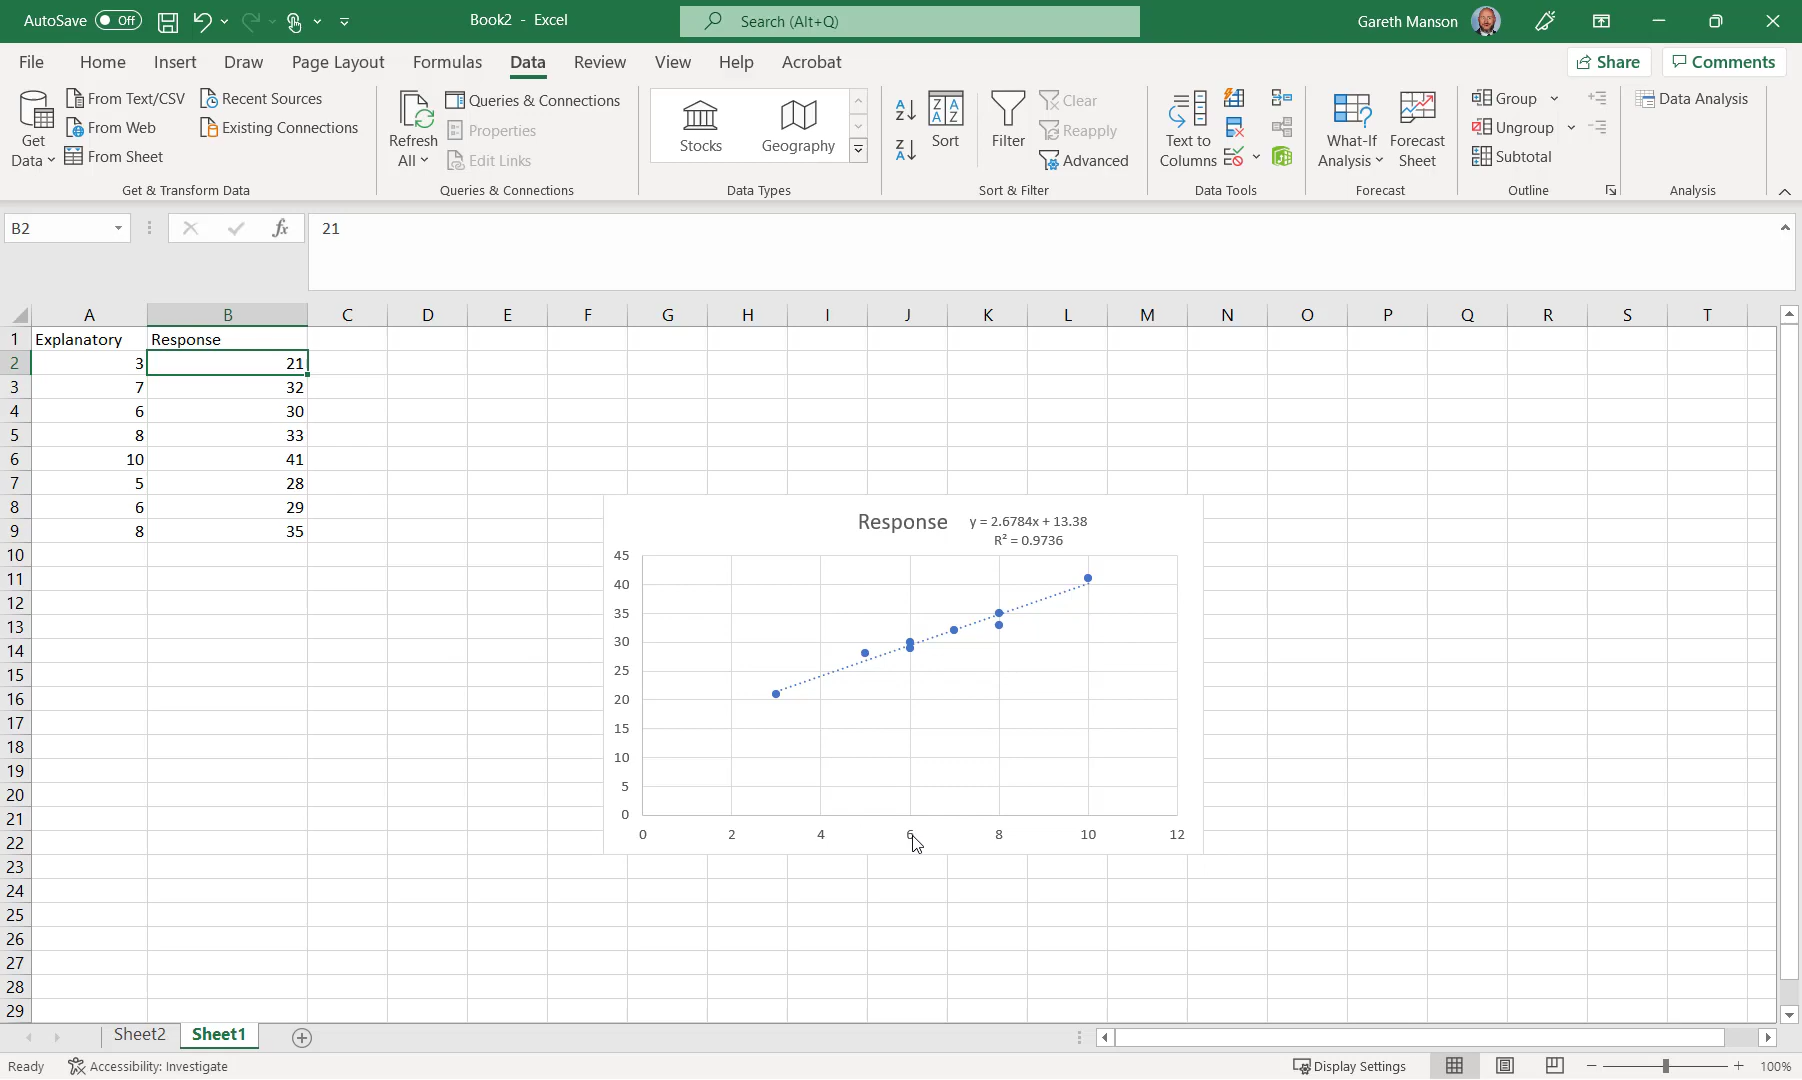 AutoSave Off Book2 - Excel Search (Alt+Q) Gareth Manson
File Home Insert Draw Page Layout Formulas Data Review View Help Acrobat Share Comments
Get Data
From Text/CSV
From Web
From Sheet
Recent Sources
Existing Connections
Get & Transform Data
Refresh All
Queries & Connections
Properties
Edit Links
Queries & Connections
Stocks Geography
Data Types
Sort
Filter
Clear
Reapply
Advanced
Sort & Filter
Text to Columns
Data Tools
What-If Analysis
Forecast Sheet
Forecast
Group
Ungroup
Subtotal
Outline
Data Analysis
Analysis
B2 fx 21
A B C D E F G H I J K L M N O P Q R S T
1 Explanatory Response
2 3 21
3 7 32
4 6 30
5 8 33
6 10 41
7 5 28
8 6 29
9 8 35
10
11
12
13
14
15
16
17
18
19
20
21
22
23
24
25
26
27
28
29
Response
y = 2.6784x + 13.38
R² = 0.9736
45
40
35
30
25
20
15
10
5
0
0 2 4 6 8 10 12
Sheet2 Sheet1
Ready Accessibility: Investigate Display Settings 100%